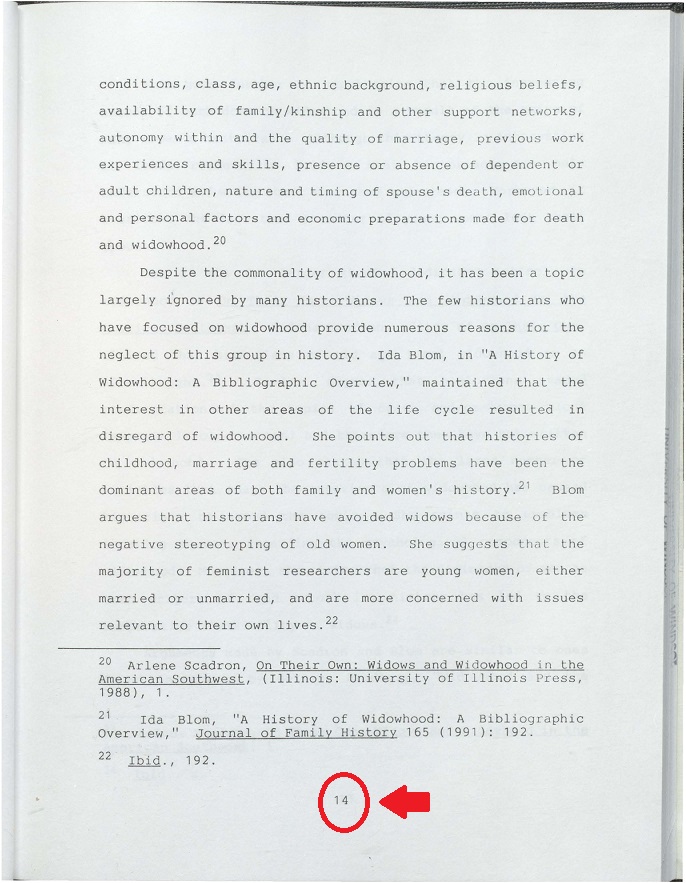 conditions, class, age, ethnic background, religious beliefs,
availability of family/kinship and other support networks,
autonomy within and the quality of marriage, previous work
experiences and skills, presence or absence of dependent or
adult children, nature and timing of spouse's death, emotional
and personal factors and economic preparations made for death
and widowhood.20
Despite the commonality of widowhood, it has been a topic
largely ignored by many historians. The few historians who
have focused on widowhood provide numerous reasons for the
neglect of this group in history. Ida Blom, in "A History of
Widowhood: A Bibliographic Overview," maintained that the
interest in other areas of the life cycle resulted in
disregard of widowhood. She points out that histories of
childhood, marriage and fertility problems have been the
dominant areas of both family and women's history.21 Blom
argues that historians have avoided widows because of the
negative stereotyping of old women. She suggests that the
majority of feminist researchers are young women, either
married or unmarried, and are more concerned with issues
relevant to their own lives.22
20 Arlene Scadron, On Their Own: Widows and Widowhood in the
American Southwest, (Illinois: University of Illinois Press,
1988), 1.
21 Ida Blom, "A History of Widowhood: A Bibliographic
Overview," Journal of Family History 165 (1991): 192.
22 Ibid., 192.
14